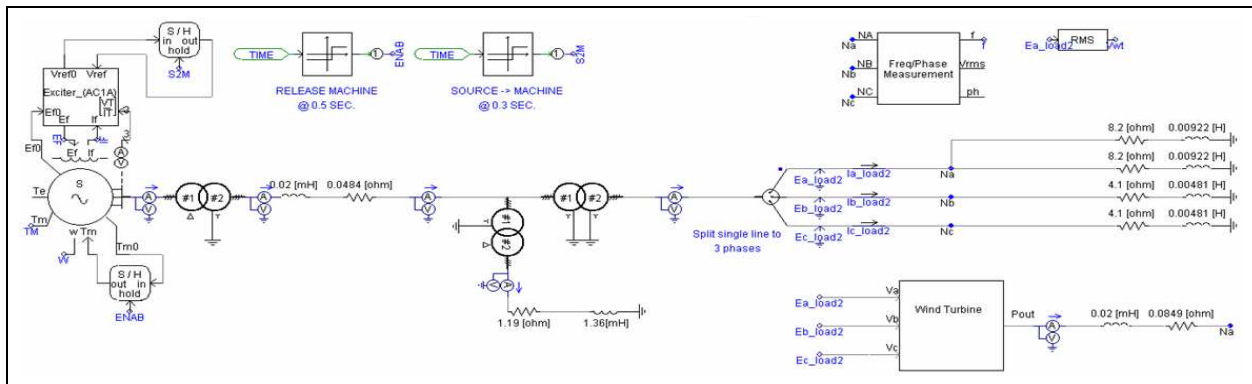 S / H
in out
hold
S2M
Vref0 Vref
Exciter_(AC1A)
Ef0
VT
IT
Ef If
EF
Ef If
Ef0
A
V
S
Te
Tm
TM
w Tm
W
Tm0
S / H
out in
hold
ENAB
TIME
1
ENAB
RELEASE MACHINE
@ 0.5 SEC.
TIME
1
S2M
SOURCE -> MACHINE
@ 0.3 SEC.
A
V
#1 #2
A
V
0.02 [mH] 0.0484 [ohm]
A
V
#1
#2
A
V
1.19 [ohm] 1.36[mH]
#1 #2
A
V
Split single line to
3 phases
Ea_load2 Ia_load2
Eb_load2 Ib_load2
Ec_load2 Ic_load2
Na
Nb
Nc
Na NA
Nb NB
Nc NC
Freq/Phase
Measurement
f
f
Vrms
ph
Ea_load2 RMS Vwt
8.2 [ohm] 0.00922 [H]
8.2 [ohm] 0.00922 [H]
4.1 [ohm] 0.00481 [H]
4.1 [ohm] 0.00481 [H]
Ea_load2 Va
Eb_load2 Vb
Ec_load2 Vc
Wind Turbine
Pout
A
V
0.02 [mH] 0.0849 [ohm]
Na